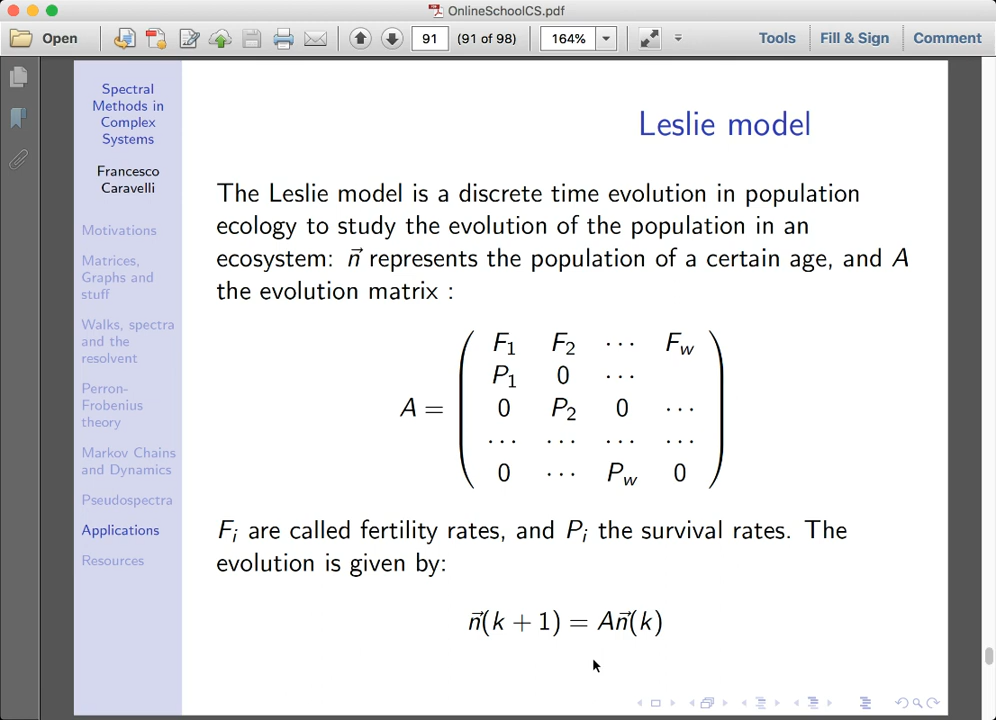 OnlineSchoolCS.pdf
Open
91
(91 of 98)
164%
Tools
Fill & Sign
Comment
Spectral
Methods in
Complex
Systems
Francesco
Caravelli
Motivations
Matrices,
Graphs and
stuff
Walks, spectra
and the
resolvent
Perron-
Frobenius
theory
Markov Chains
and Dynamics
Pseudospectra
Applications
Resources
Leslie model
The Leslie model is a discrete time evolution in population
ecology to study the evolution of the population in an
ecosystem: n⃗ represents the population of a certain age, and A
the evolution matrix :
F₁ F₂ ⋯ F_w
P₁ 0 ⋯
A = 0 P₂ 0 ⋯
⋯ ⋯ ⋯ ⋯
0 ⋯ P_w 0
F_i are called fertility rates, and P_i the survival rates. The
evolution is given by:
n⃗(k + 1) = An⃗(k)